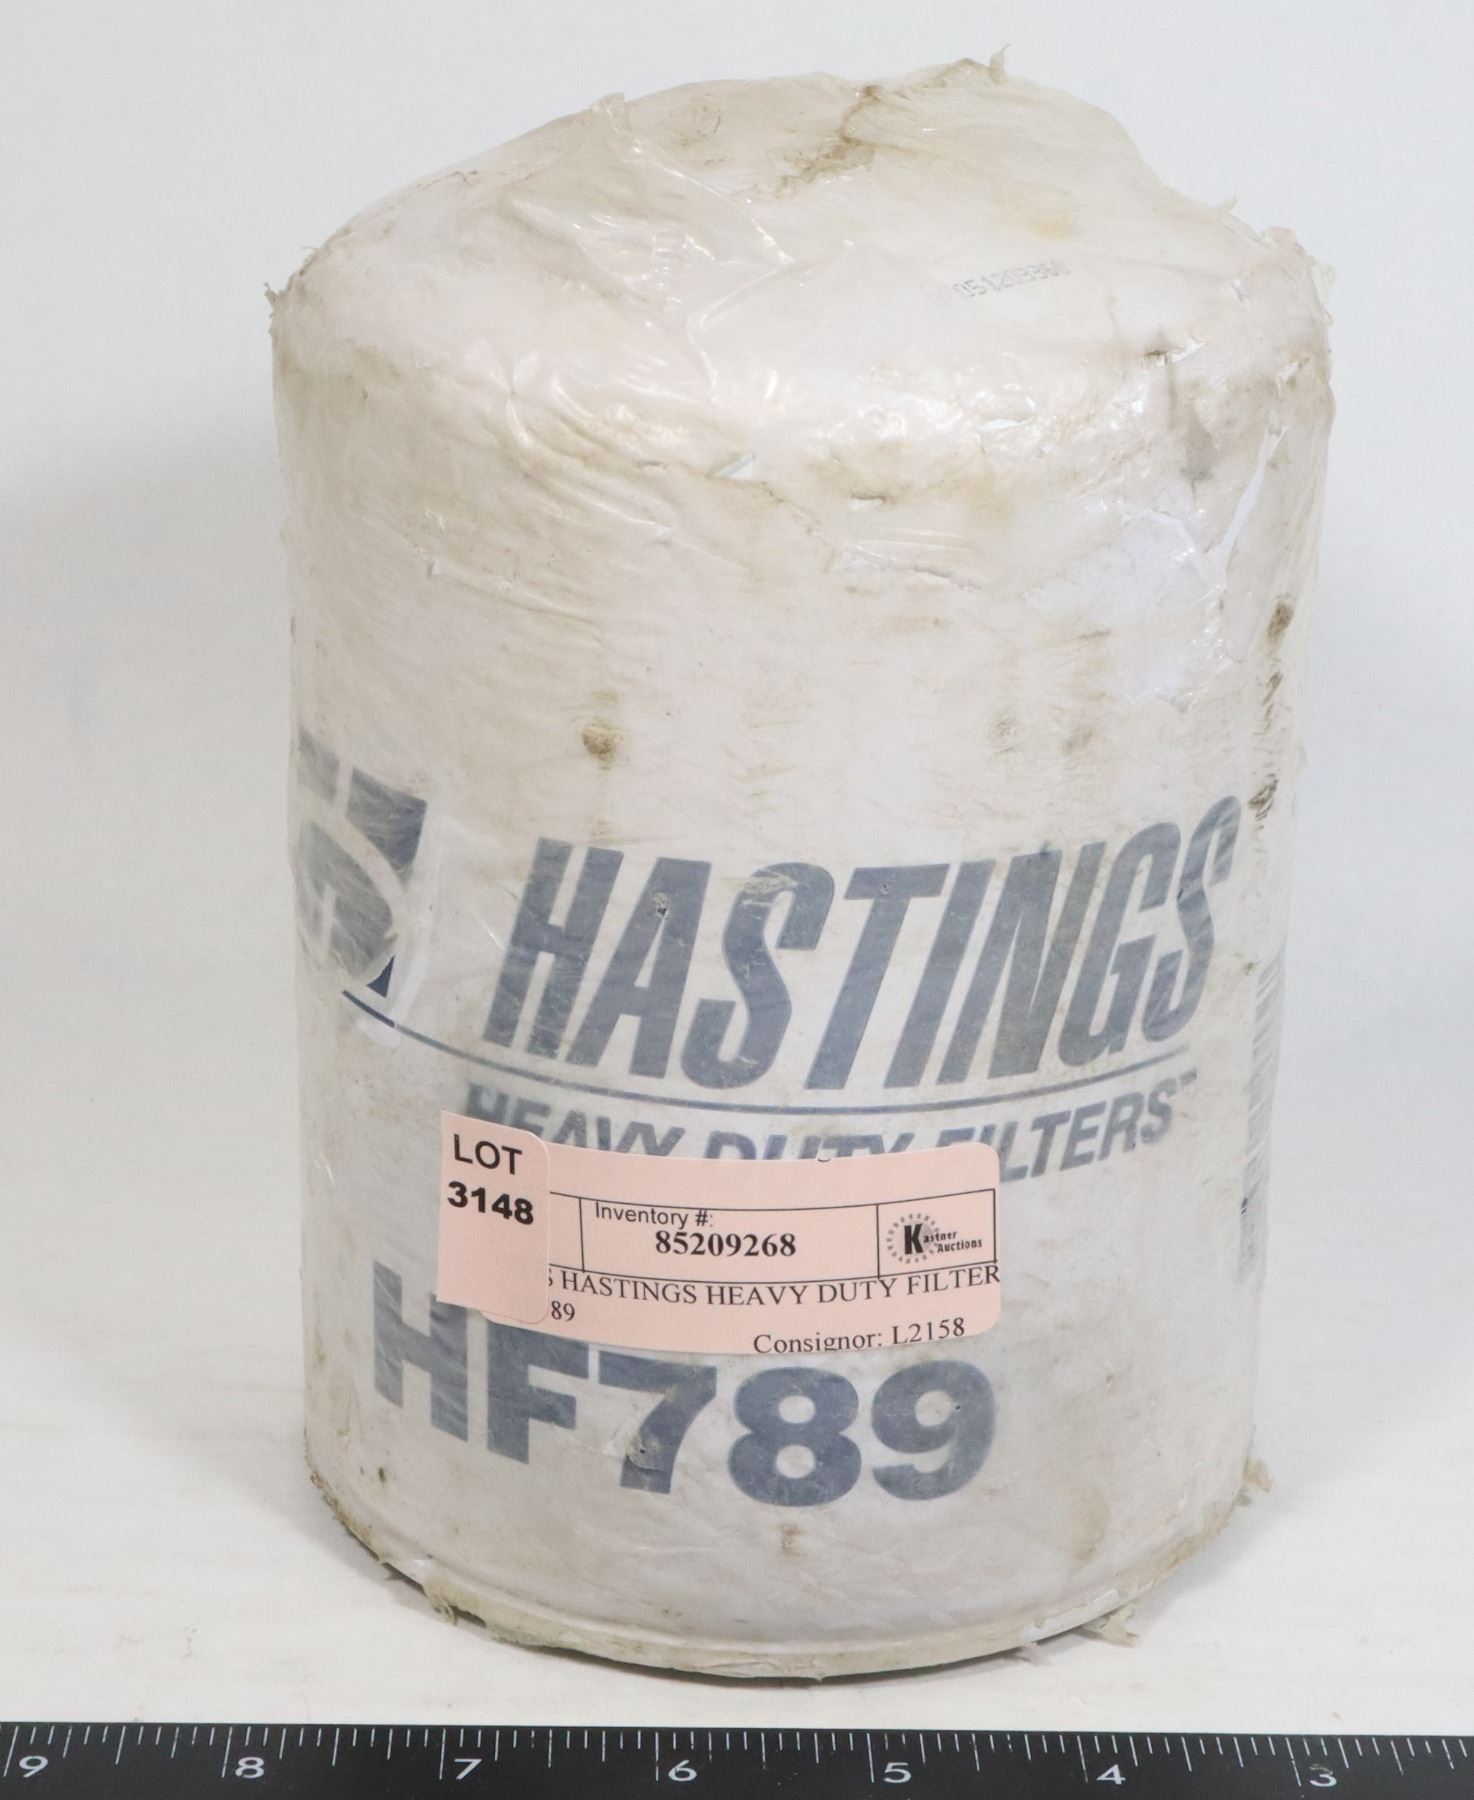 HASTINGS
HEAVY DUTY FILTERS™
LOT
3148
Inventory #:
85209268
Kastner
Auctions
S HASTINGS HEAVY DUTY FILTER
89
Consignor: L2158
HF789
9 8 7 6 5 4 3